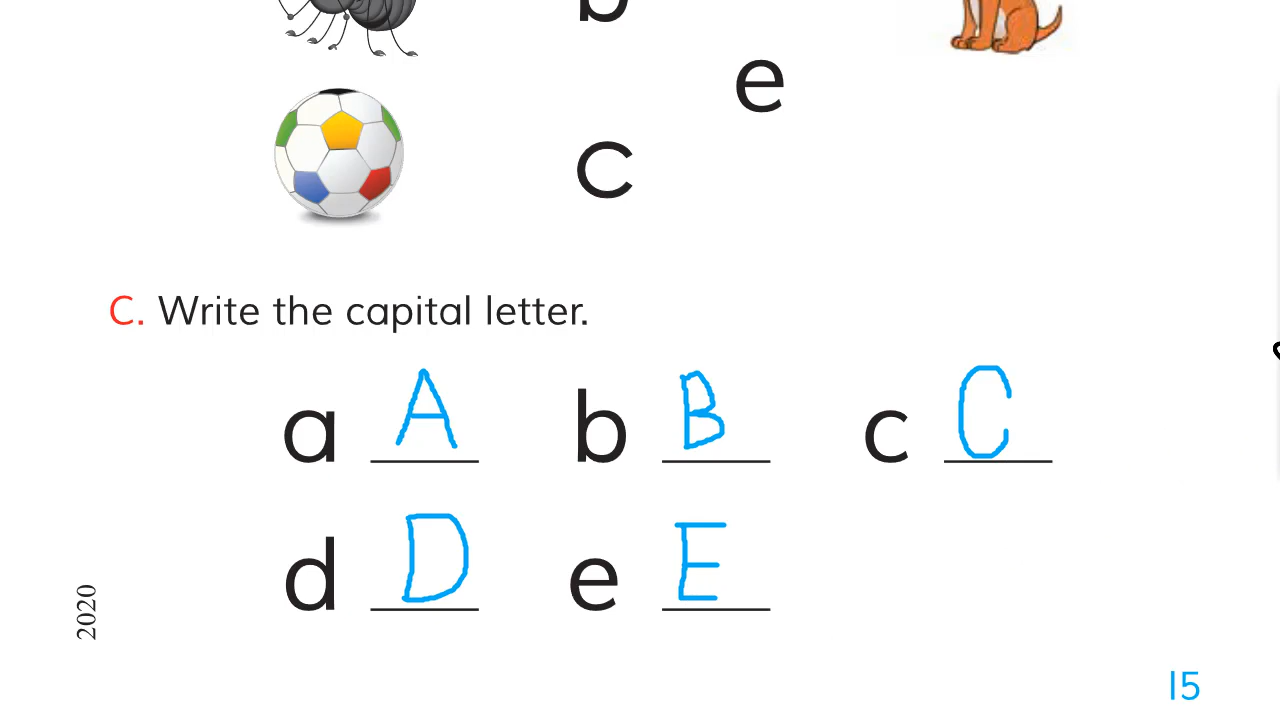 b
e
c
C. Write the capital letter.
a A b B c C
d D e E
2020
15